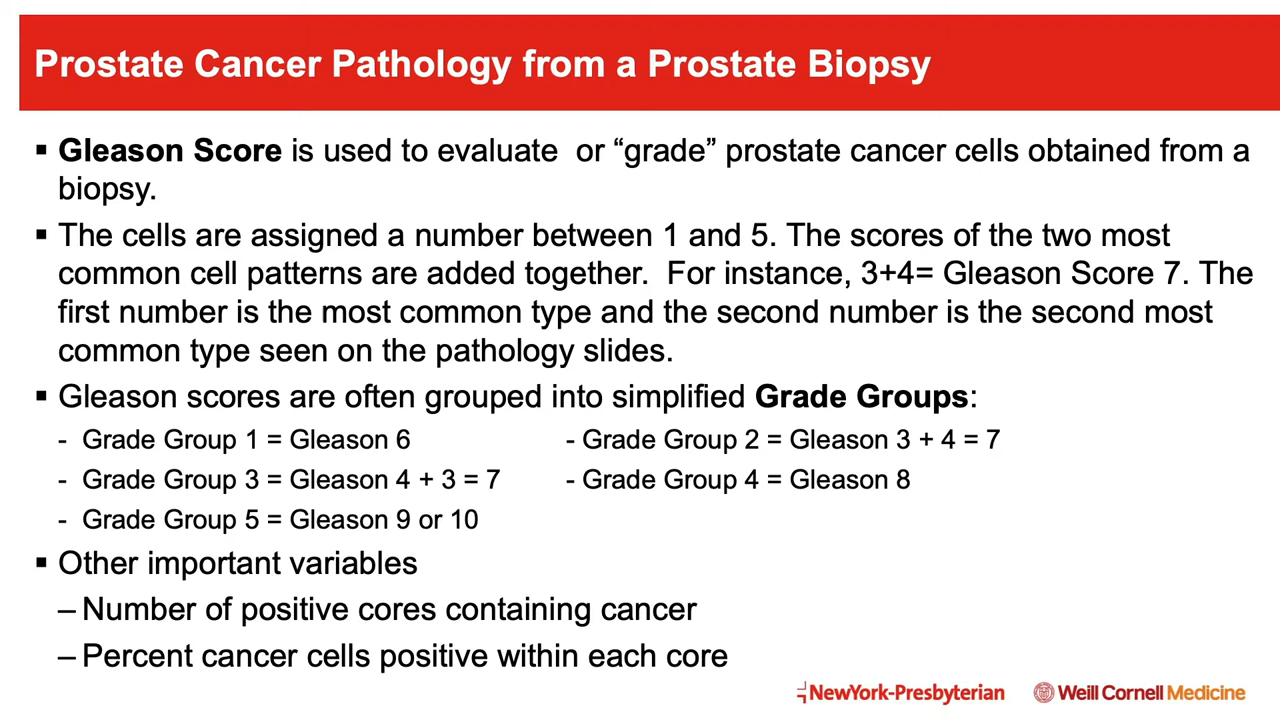 Prostate Cancer Pathology from a Prostate Biopsy
▪ Gleason Score is used to evaluate  or “grade” prostate cancer cells obtained from a
biopsy.
▪ The cells are assigned a number between 1 and 5. The scores of the two most
common cell patterns are added together.  For instance, 3+4= Gleason Score 7. The
first number is the most common type and the second number is the second most
common type seen on the pathology slides.
▪ Gleason scores are often grouped into simplified Grade Groups:
- Grade Group 1 = Gleason 6 - Grade Group 2 = Gleason 3 + 4 = 7
- Grade Group 3 = Gleason 4 + 3 = 7 - Grade Group 4 = Gleason 8
- Grade Group 5 = Gleason 9 or 10
▪ Other important variables
– Number of positive cores containing cancer
– Percent cancer cells positive within each core
NewYork-Presbyterian Weill Cornell Medicine